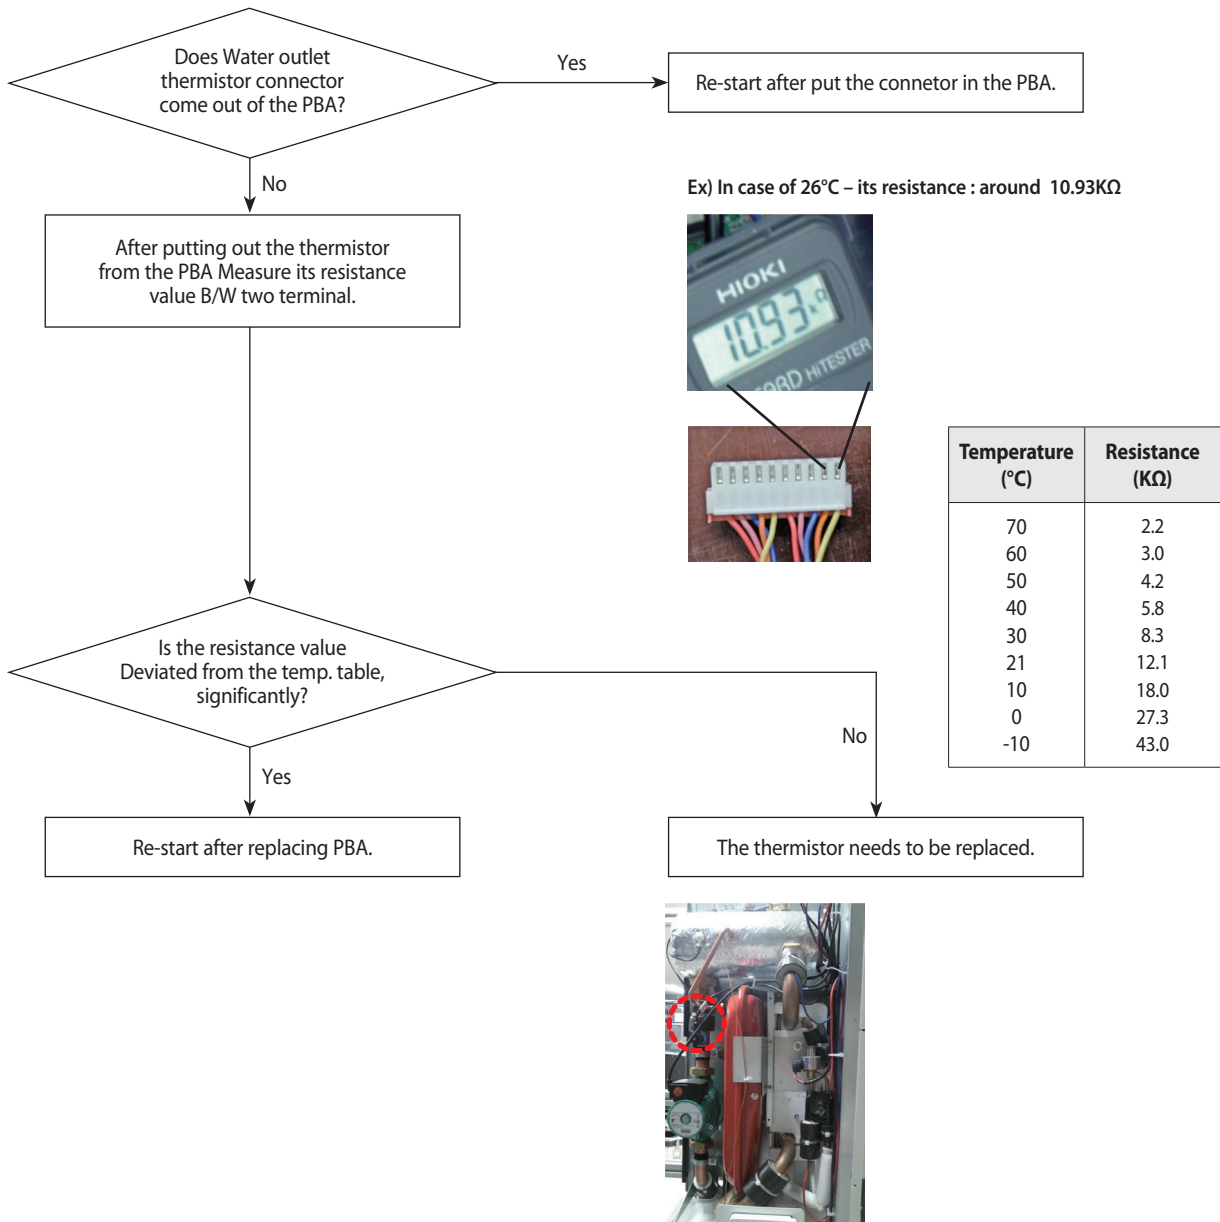 Does Water outlet
thermistor connector
come out of the PBA?
Yes
Re-start after put the connetor in the PBA.
No
After putting out the thermistor
from the PBA Measure its resistance
value B/W two terminal.
Ex) In case of 26°C – its resistance : around 10.93KΩ
HIOKI
10.93 kΩ
HiTESTER
Temperature (°C) Resistance (KΩ)
70 2.2
60 3.0
50 4.2
40 5.8
30 8.3
21 12.1
10 18.0
0 27.3
-10 43.0
Is the resistance value
Deviated from the temp. table,
significantly?
No
Yes
Re-start after replacing PBA.
The thermistor needs to be replaced.